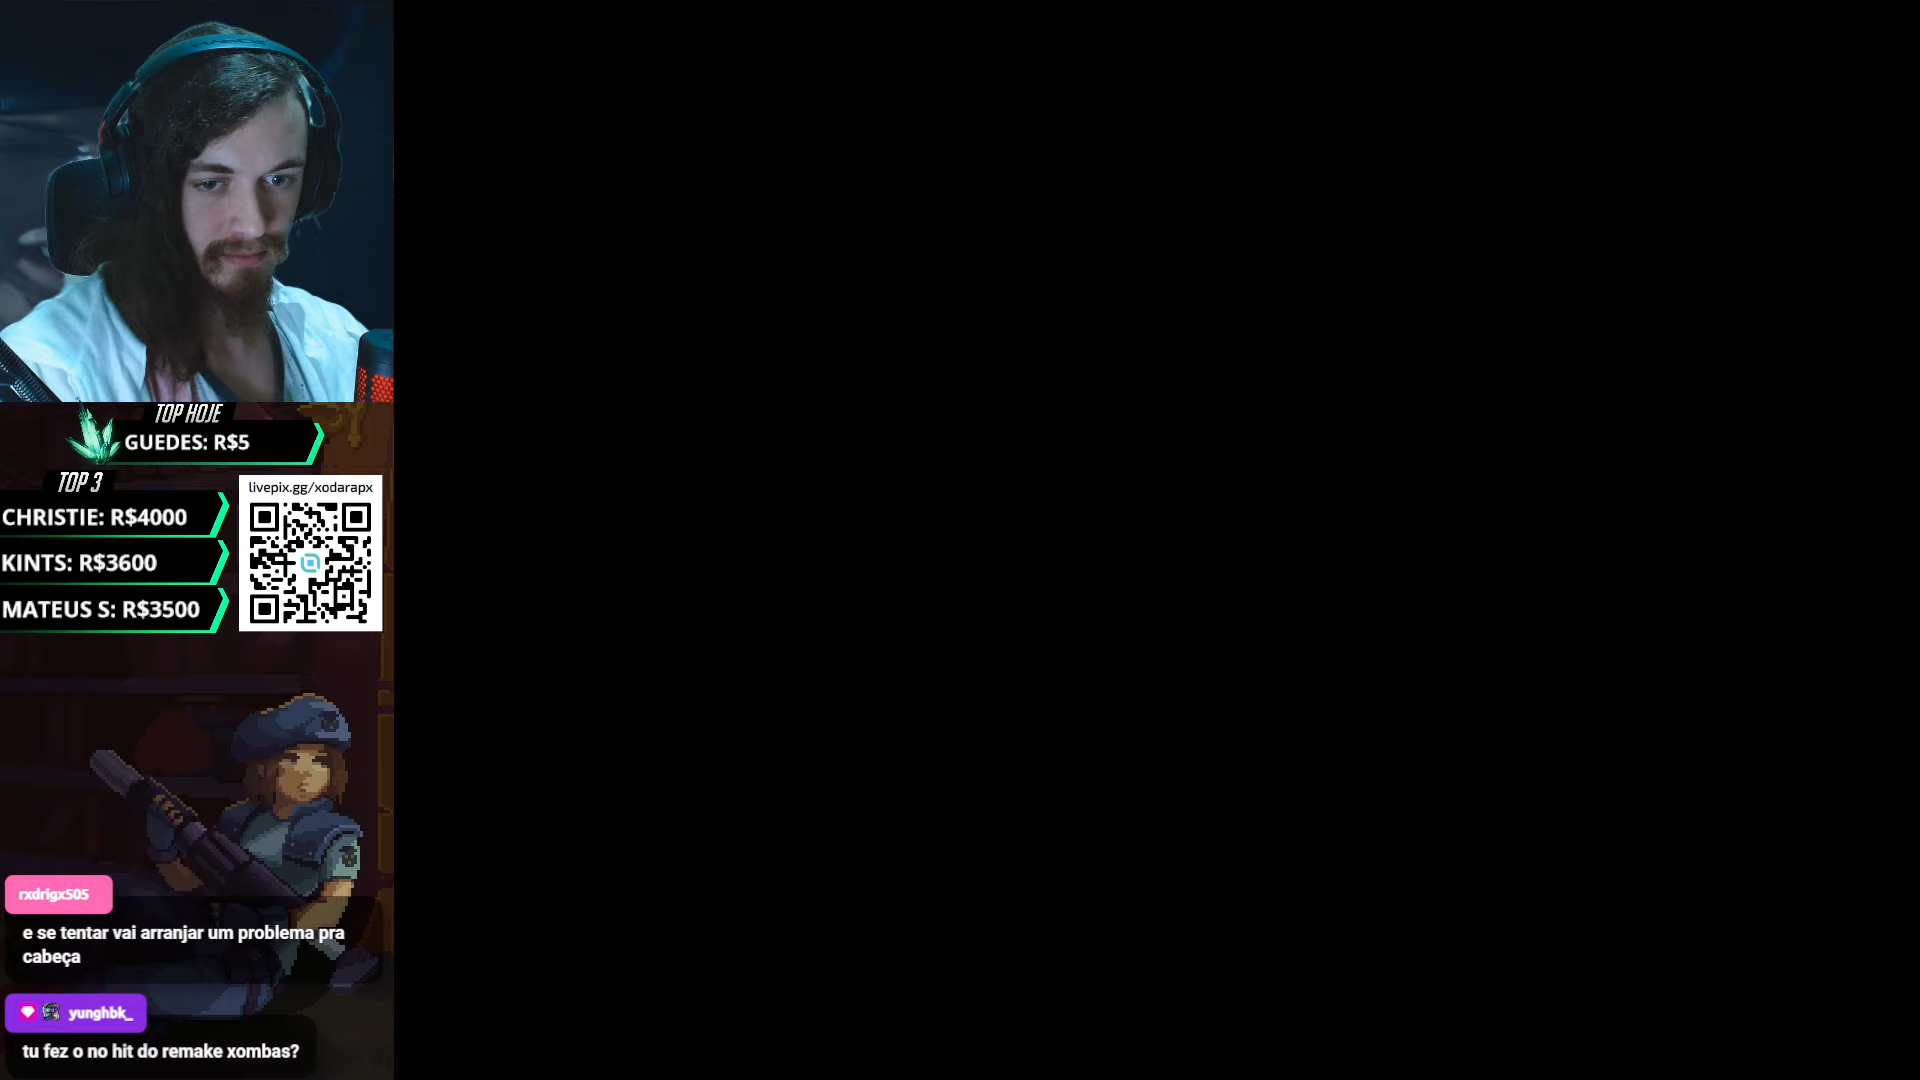 TOP HOJE
GUEDES: R$5
TOP 3
livepix.gg/xodarapx
CHRISTIE: R$4000
KINTS: R$3600
MATEUS S: R$3500
rxdrigx505
e se tentar vai arranjar um problema pra
cabeça
yunghbk_
tu fez o no hit do remake xombas?